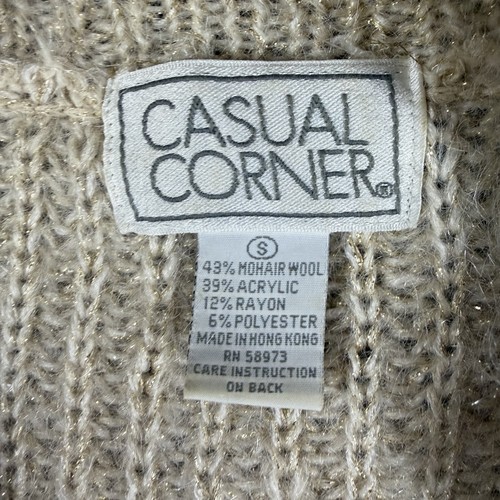 CASUAL
CORNER®
S
43% MOHAIR WOOL
39% ACRYLIC
12% RAYON
6% POLYESTER
MADE IN HONG KONG
RN 58973
CARE INSTRUCTION
ON BACK